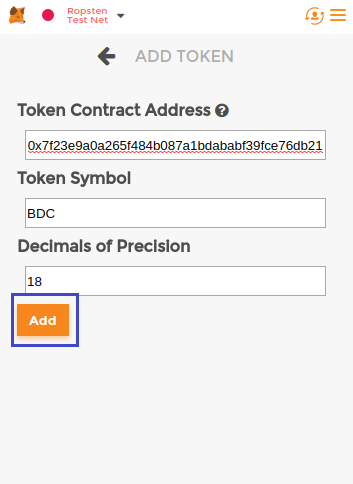 Ropsten
Test Net
ADD TOKEN
Token Contract Address ?
0x7f23e9a0a265f484b087a1bdababf39fce76db21
Token Symbol
BDC
Decimals of Precision
18
Add